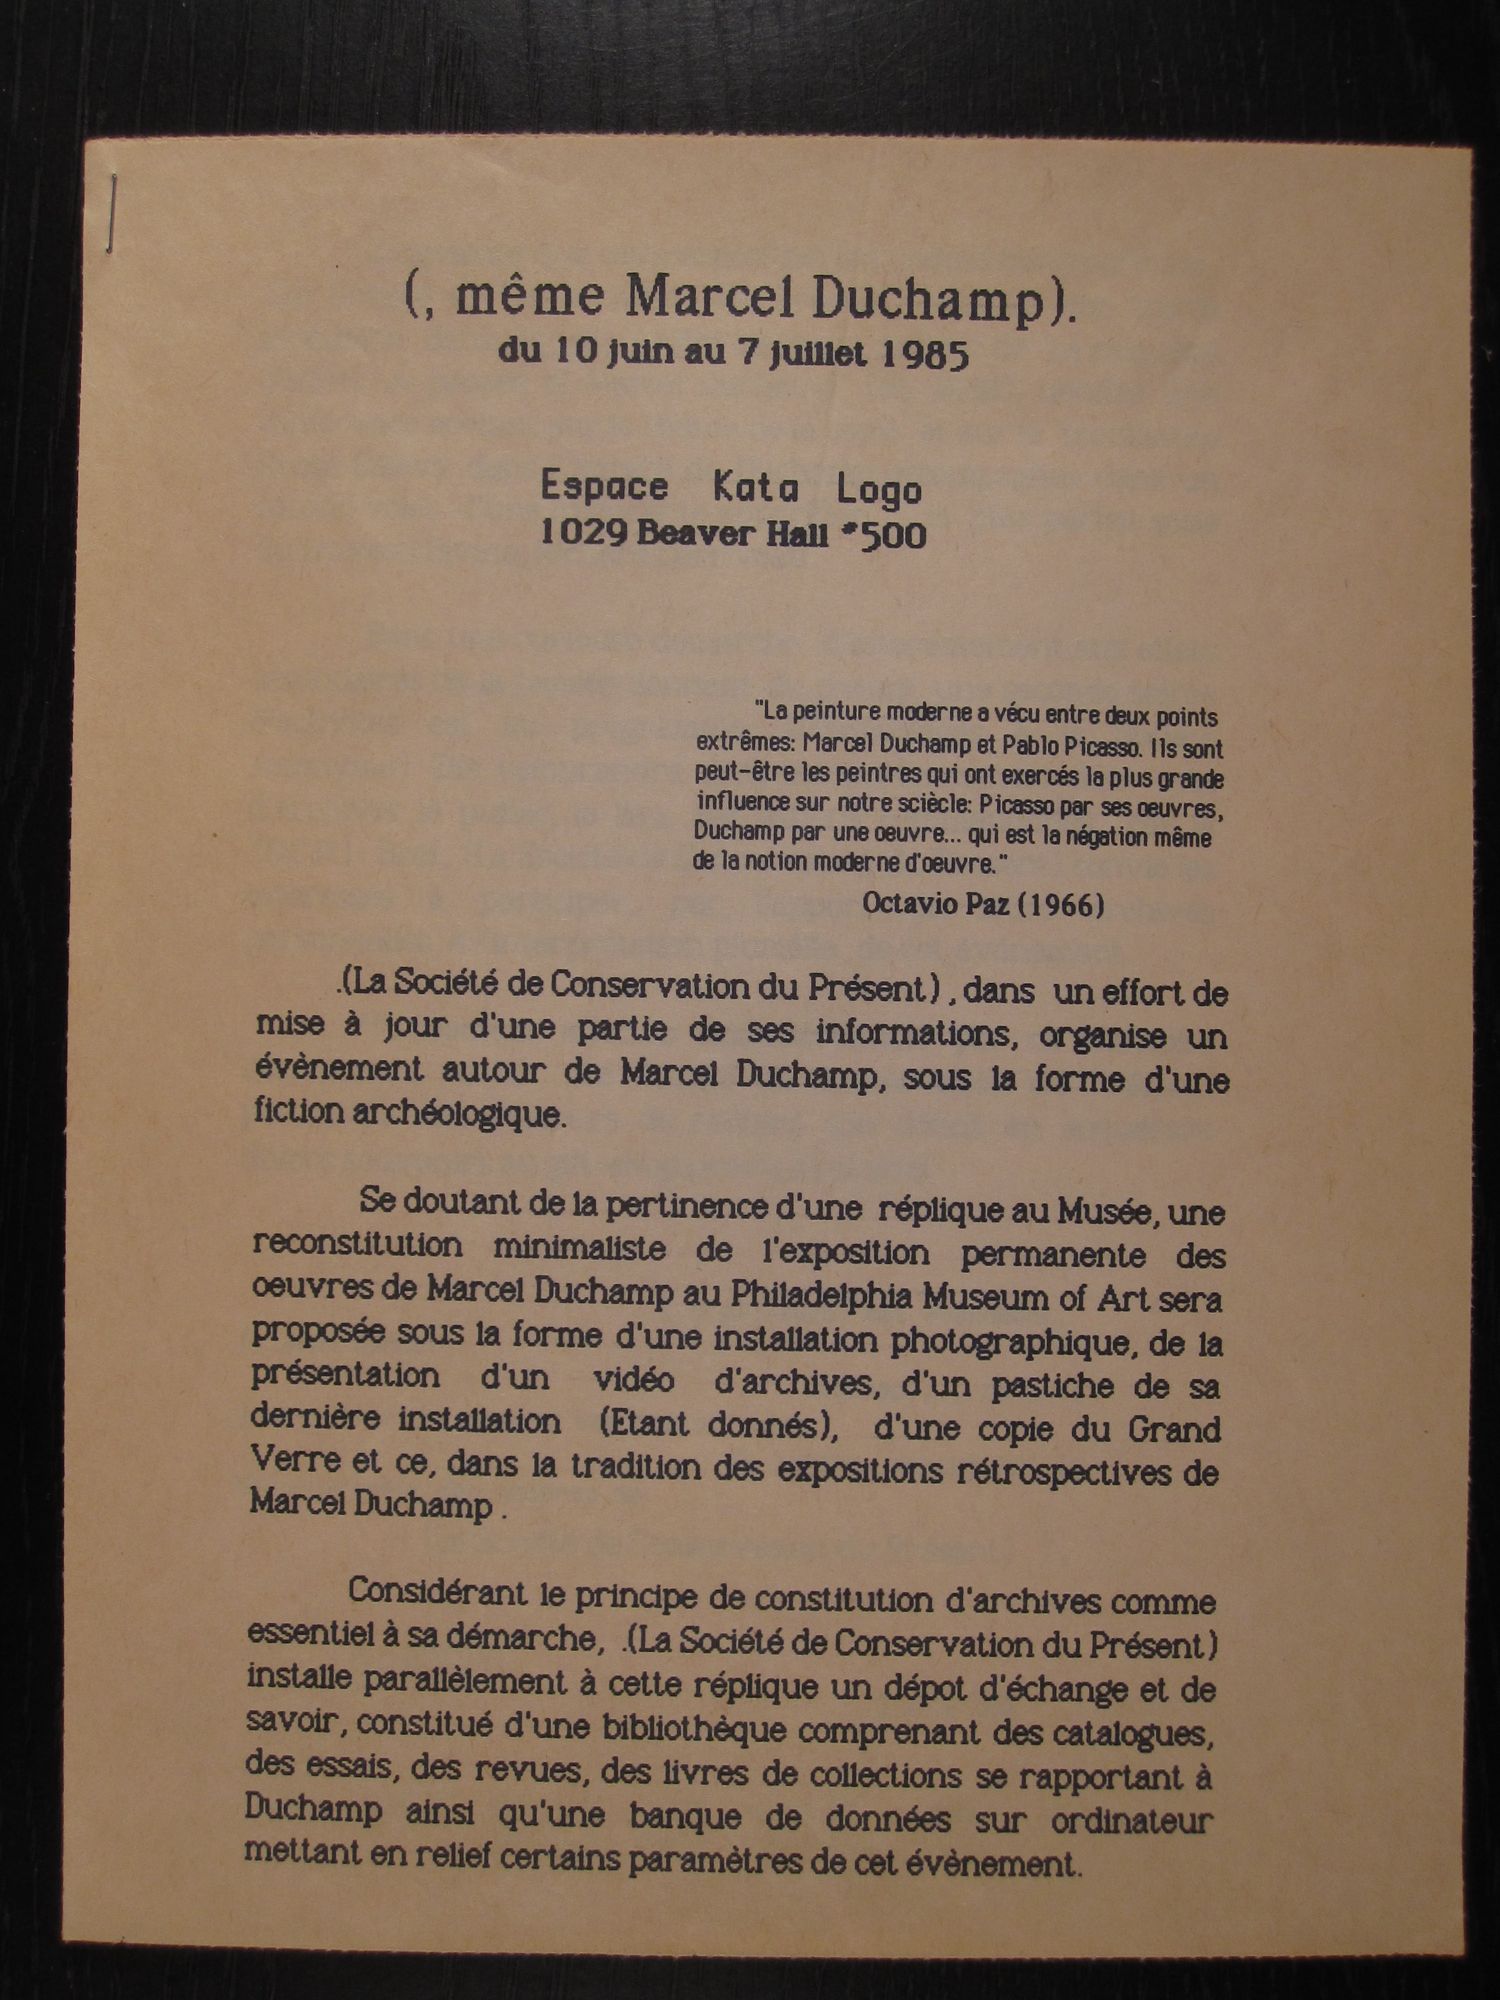 (, même Marcel Duchamp).
du 10 juin au 7 juillet 1985
Espace Kata Logo
1029 Beaver Hall #500
"La peinture moderne a vécu entre deux points
extrêmes: Marcel Duchamp et Pablo Picasso. Ils sont
peut-être les peintres qui ont exercés la plus grande
influence sur notre sciècle: Picasso par ses oeuvres,
Duchamp par une oeuvre... qui est la négation même
de la notion moderne d'oeuvre."
Octavio Paz (1966)
.(La Société de Conservation du Présent) , dans un effort de
mise à jour d'une partie de ses informations, organise un
évènement autour de Marcel Duchamp, sous la forme d'une
fiction archéologique.
Se doutant de la pertinence d'une réplique au Musée, une
reconstitution minimaliste de l'exposition permanente des
oeuvres de Marcel Duchamp au Philadelphia Museum of Art sera
proposée sous la forme d'une installation photographique, de la
présentation d'un vidéo d'archives, d'un pastiche de sa
dernière installation (Etant donnés), d'une copie du Grand
Verre et ce, dans la tradition des expositions rétrospectives de
Marcel Duchamp .
Considérant le principe de constitution d'archives comme
essentiel à sa démarche, .(La Société de Conservation du Présent)
installe parallèlement à cette réplique un dépot d'échange et de
savoir, constitué d'une bibliothèque comprenant des catalogues,
des essais, des revues, des livres de collections se rapportant à
Duchamp ainsi qu'une banque de données sur ordinateur
mettant en relief certains paramètres de cet évènement.